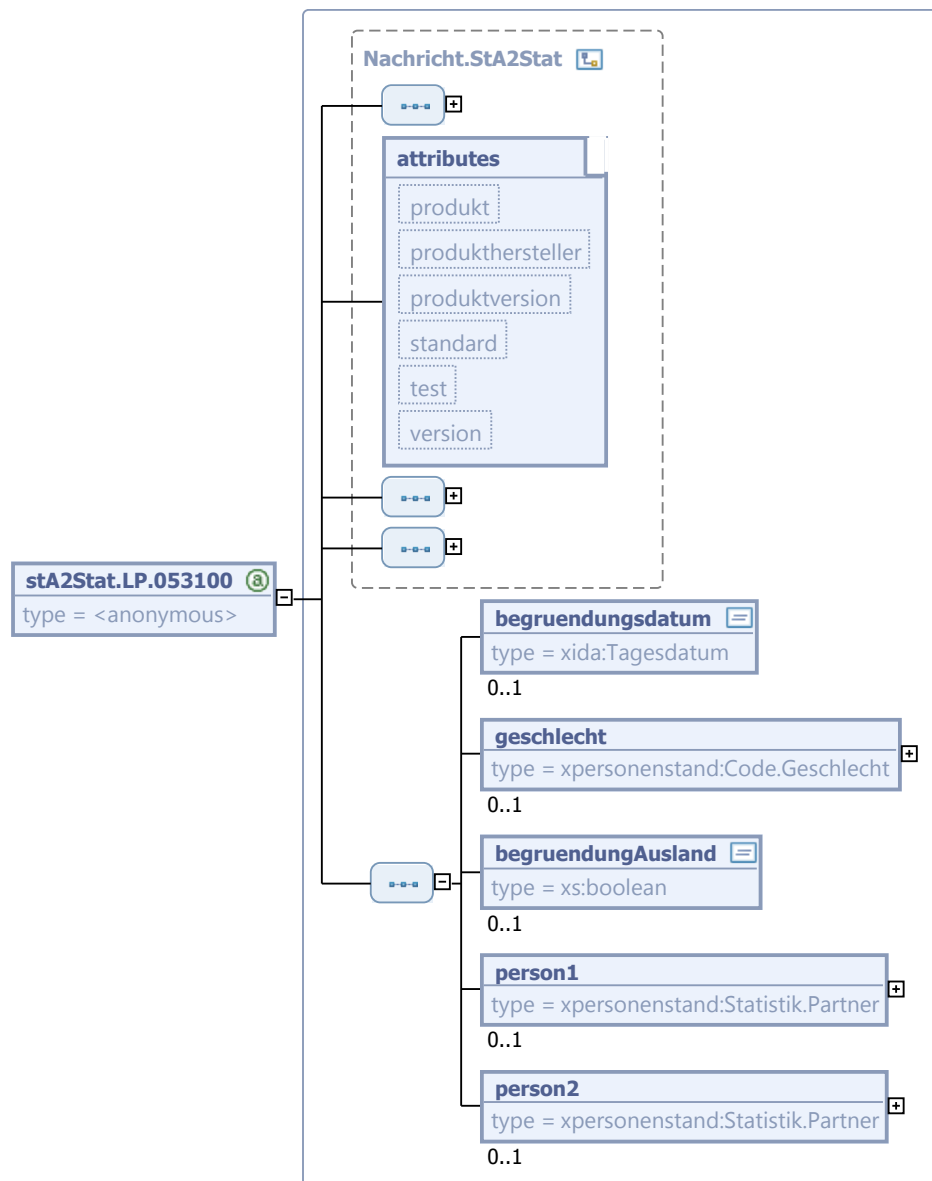 Nachricht.StA2Stat
attributes
produkt
produkthersteller
produktversion
standard
test
version
stA2Stat.LP.053100
type = <anonymous>
begruendungsdatum
type = xida:Tagesdatum
0..1
geschlecht
type = xpersonenstand:Code.Geschlecht
0..1
begruendungAusland
type = xs:boolean
0..1
person1
type = xpersonenstand:Statistik.Partner
0..1
person2
type = xpersonenstand:Statistik.Partner
0..1